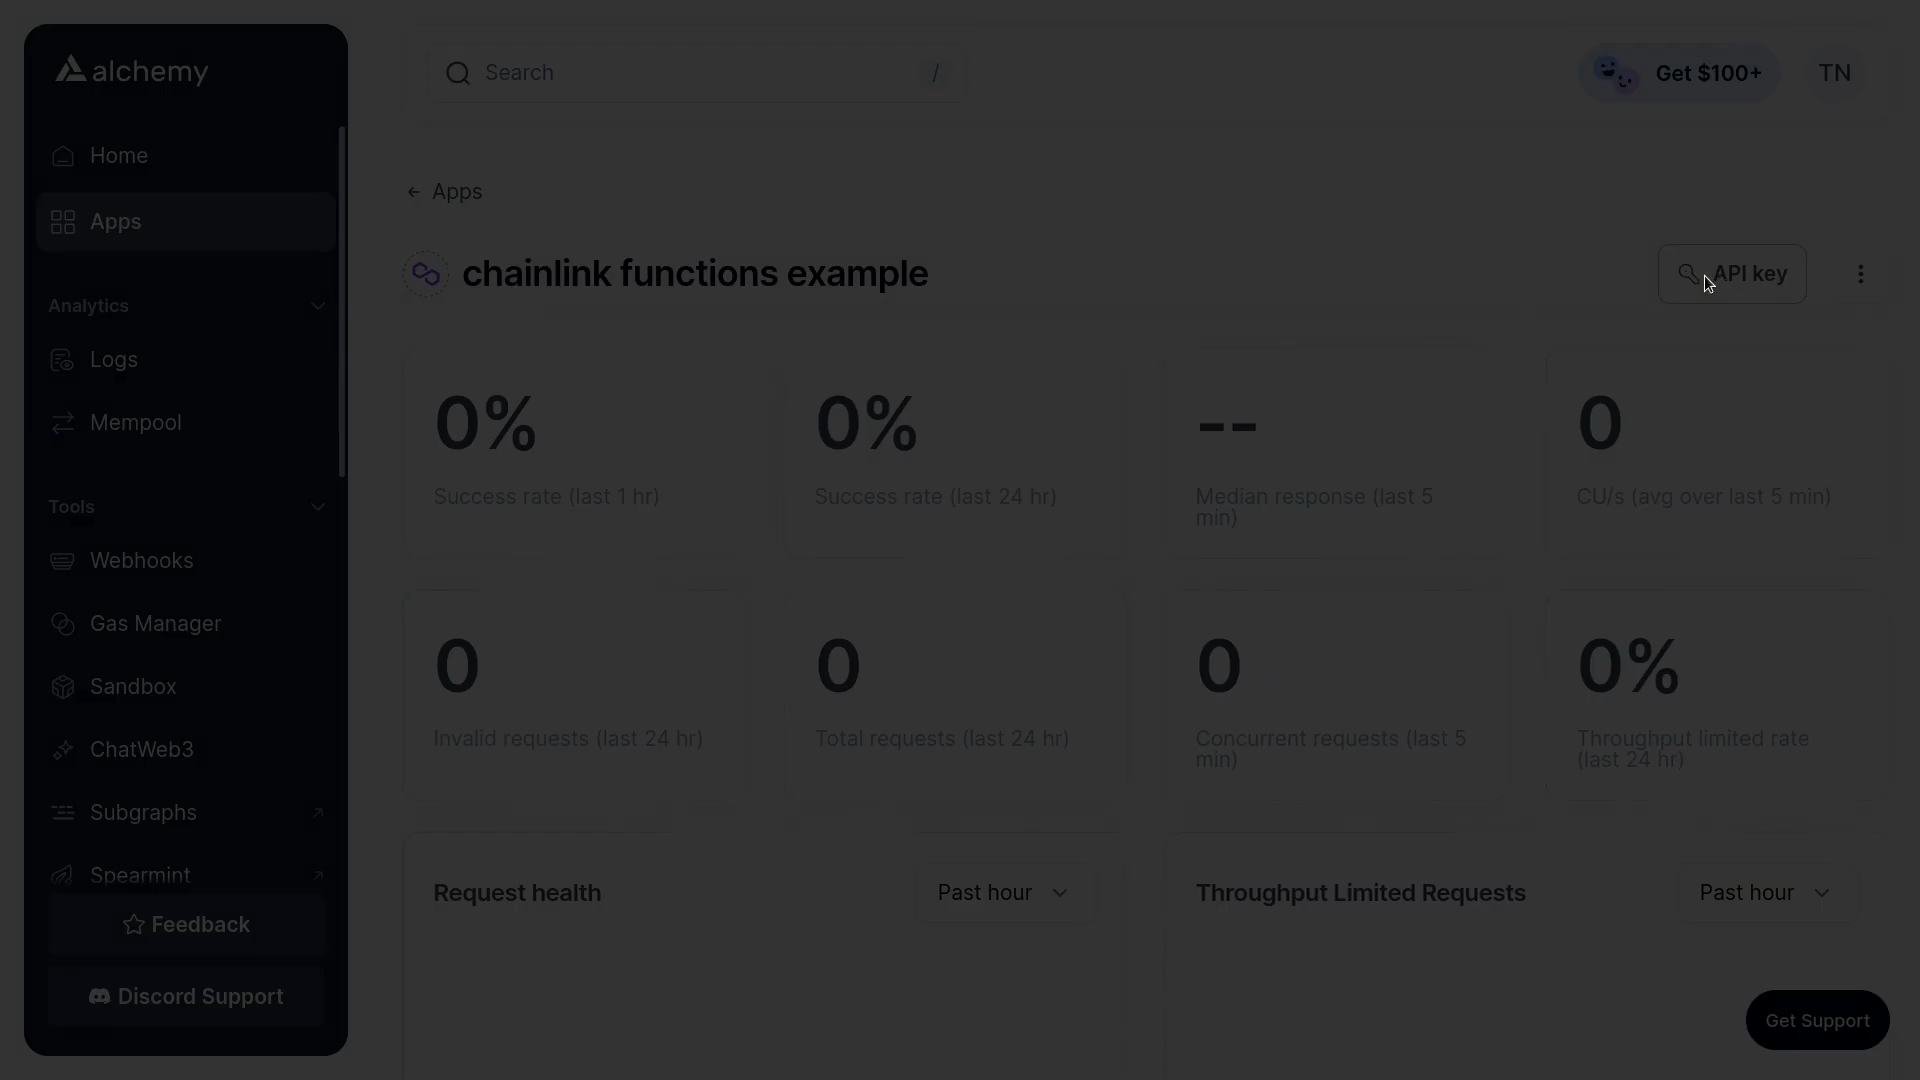 alchemy
Search
/
Get $100+
TN
Home
Apps
Analytics
Logs
Mempool
Tools
Webhooks
Gas Manager
Sandbox
ChatWeb3
Subgraphs
Spearmint
Feedback
Discord Support
← Apps
chainlink functions example
API key
0%
Success rate (last 1 hr)
0%
Success rate (last 24 hr)
--
Median response (last 5
min)
0
CU/s (avg over last 5 min)
0
Invalid requests (last 24 hr)
0
Total requests (last 24 hr)
0
Concurrent requests (last 5
min)
0%
Throughput limited rate
(last 24 hr)
Request health
Past hour
Throughput Limited Requests
Past hour
Get Support